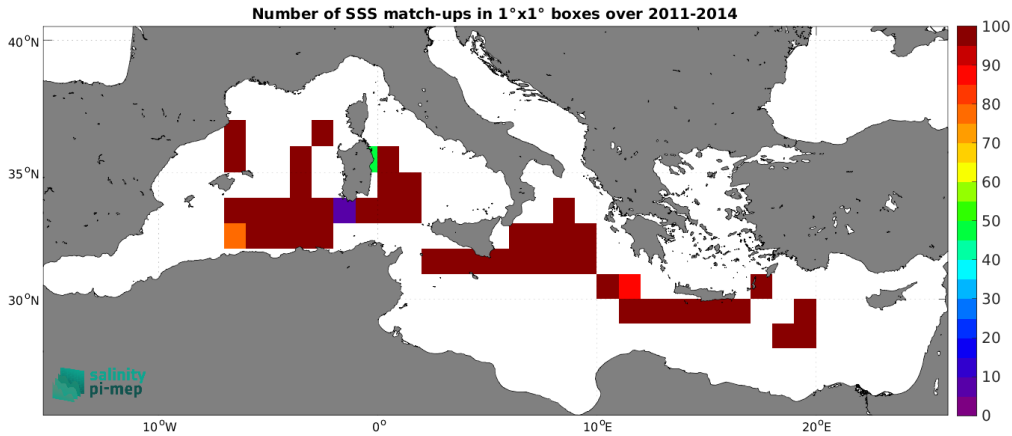 Number of SSS match-ups in 1°x1° boxes over 2011-2014
40°N
35°N
30°N
10°W
0°
10°E
20°E
100
90
80
70
60
50
40
30
20
10
0
salinity
pi-mep